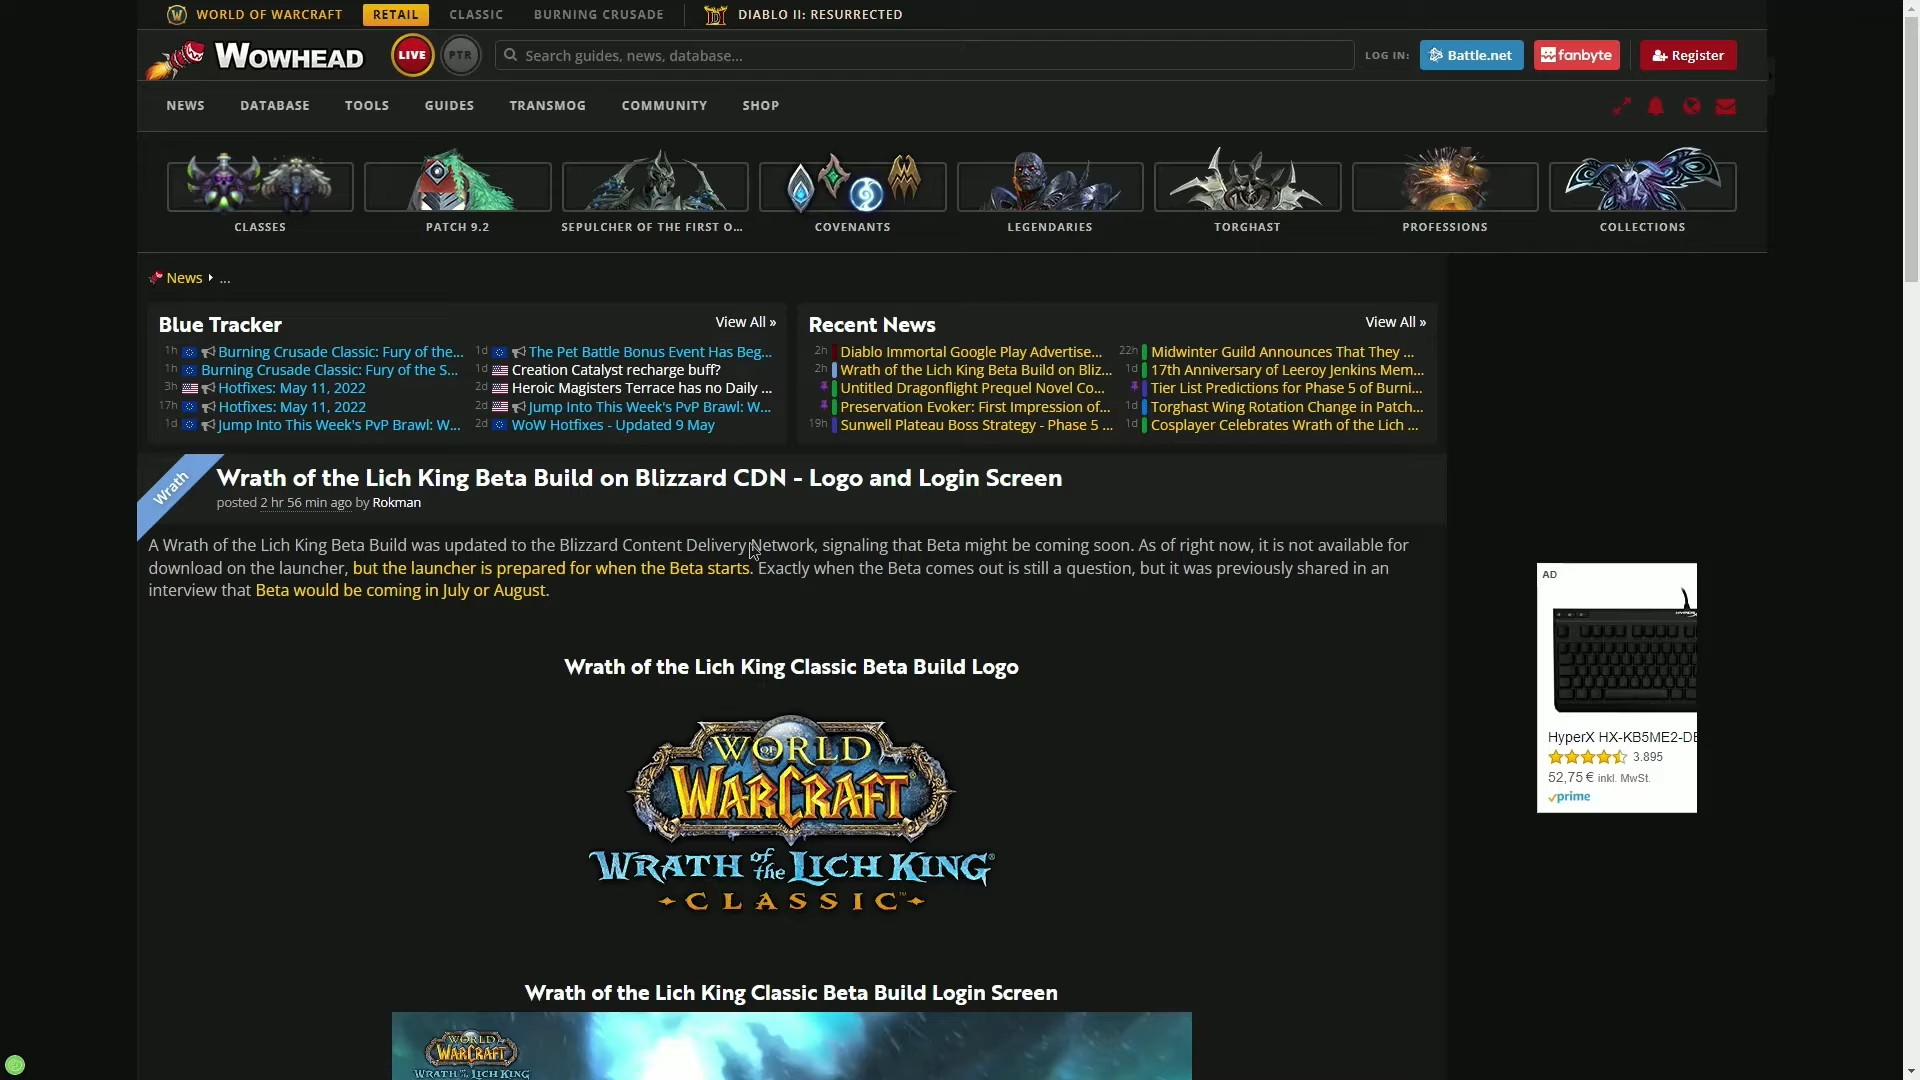 WORLD OF WARCRAFT RETAIL CLASSIC BURNING CRUSADE DIABLO II: RESURRECTED
WOWHEAD LIVE PTR Search guides, news, database... LOG IN: Battle.net fanbyte Register
NEWS DATABASE TOOLS GUIDES TRANSMOG COMMUNITY SHOP
CLASSES PATCH 9.2 SEPULCHER OF THE FIRST O... COVENANTS LEGENDARIES TORGHAST PROFESSIONS COLLECTIONS
News ...
Blue Tracker View All »
1h Burning Crusade Classic: Fury of the...
1h Burning Crusade Classic: Fury of the S...
3h Hotfixes: May 11, 2022
17h Hotfixes: May 11, 2022
1d Jump Into This Week's PvP Brawl: W...
1d The Pet Battle Bonus Event Has Beg...
1d Creation Catalyst recharge buff?
2d Heroic Magisters Terrace has no Daily ...
2d Jump Into This Week's PvP Brawl: W...
2d WoW Hotfixes - Updated 9 May
Recent News View All »
2h Diablo Immortal Google Play Advertise...
2h Wrath of the Lich King Beta Build on Bliz...
Untitled Dragonflight Prequel Novel Co...
Preservation Evoker: First Impression of...
19h Sunwell Plateau Boss Strategy - Phase 5 ...
22h Midwinter Guild Announces That They ...
1d 17th Anniversary of Leeroy Jenkins Mem...
Tier List Predictions for Phase 5 of Burni...
1d Torghast Wing Rotation Change in Patch...
1d Cosplayer Celebrates Wrath of the Lich ...
Wrath
Wrath of the Lich King Beta Build on Blizzard CDN - Logo and Login Screen
posted 2 hr 56 min ago by Rokman
A Wrath of the Lich King Beta Build was updated to the Blizzard Content Delivery Network, signaling that Beta might be coming soon. As of right now, it is not available for
download on the launcher, but the launcher is prepared for when the Beta starts. Exactly when the Beta comes out is still a question, but it was previously shared in an
interview that Beta would be coming in July or August.
Wrath of the Lich King Classic Beta Build Logo
WORLD
OF
WARCRAFT
WRATH of the LICH KING®
CLASSIC™
AD
HYPERX
HyperX HX-KB5ME2-DE
3.895
52,75 € inkl. MwSt.
prime
Wrath of the Lich King Classic Beta Build Login Screen
WORLD
OF
WARCRAFT
WRATH of the LICH KING